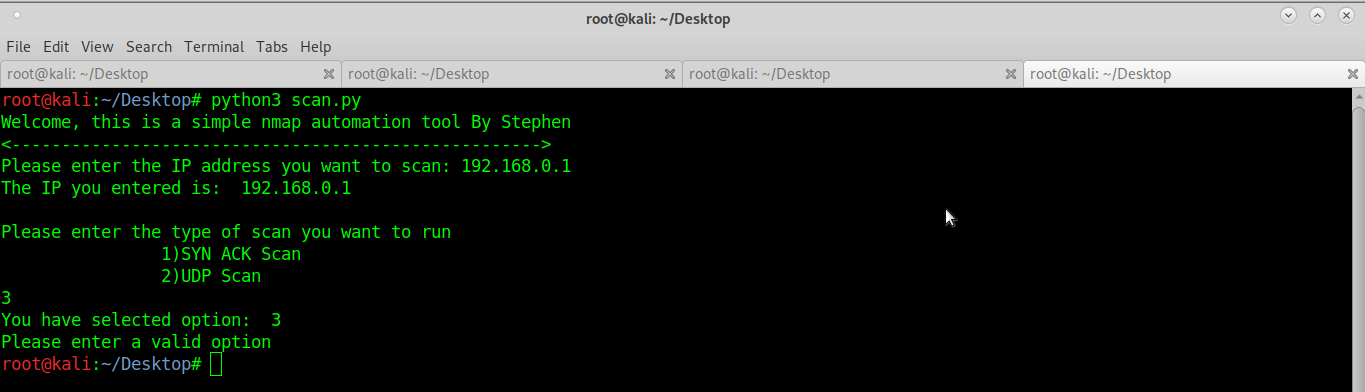 root@kali: ~/Desktop
File Edit View Search Terminal Tabs Help
root@kali: ~/Desktop root@kali: ~/Desktop root@kali: ~/Desktop root@kali: ~/Desktop
root@kali:~/Desktop# python3 scan.py
Welcome, this is a simple nmap automation tool By Stephen
<----------------------------------------------------->
Please enter the IP address you want to scan: 192.168.0.1
The IP you entered is:  192.168.0.1
Please enter the type of scan you want to run
                1)SYN ACK Scan
                2)UDP Scan
3
You have selected option:  3
Please enter a valid option
root@kali:~/Desktop#